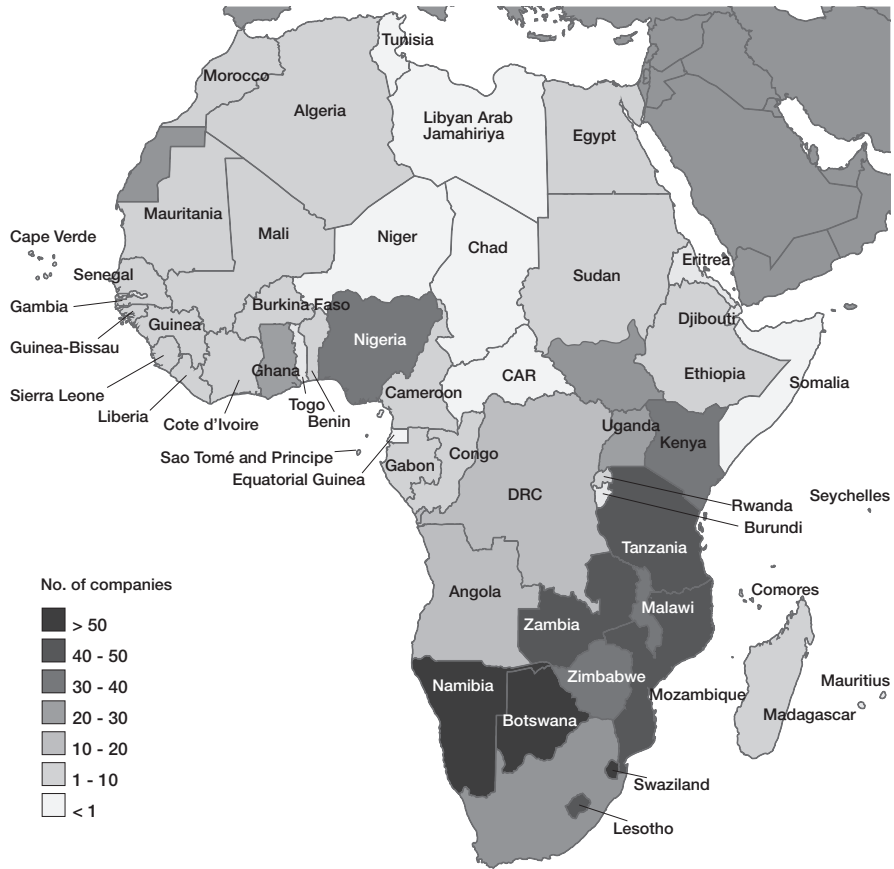 Tunisia
Morocco
Algeria
Libyan Arab
Jamahiriya
Egypt
Mauritania
Mali
Niger
Chad
Sudan
Eritrea
Cape Verde
Senegal
Gambia
Guinea-Bissau
Guinea
Burkina Faso
Nigeria
Djibouti
Ethiopia
Somalia
Sierra Leone
Liberia
Cote d'Ivoire
Ghana
Togo
Benin
Cameroon
CAR
Sao Tomé and Principe
Equatorial Guinea
Gabon
Congo
DRC
Uganda
Kenya
Rwanda
Burundi
Seychelles
Tanzania
Comores
Angola
Zambia
Malawi
Namibia
Botswana
Zimbabwe
Mozambique
Mauritius
Madagascar
Swaziland
Lesotho
No. of companies
> 50
40 - 50
30 - 40
20 - 30
10 - 20
1 - 10
< 1